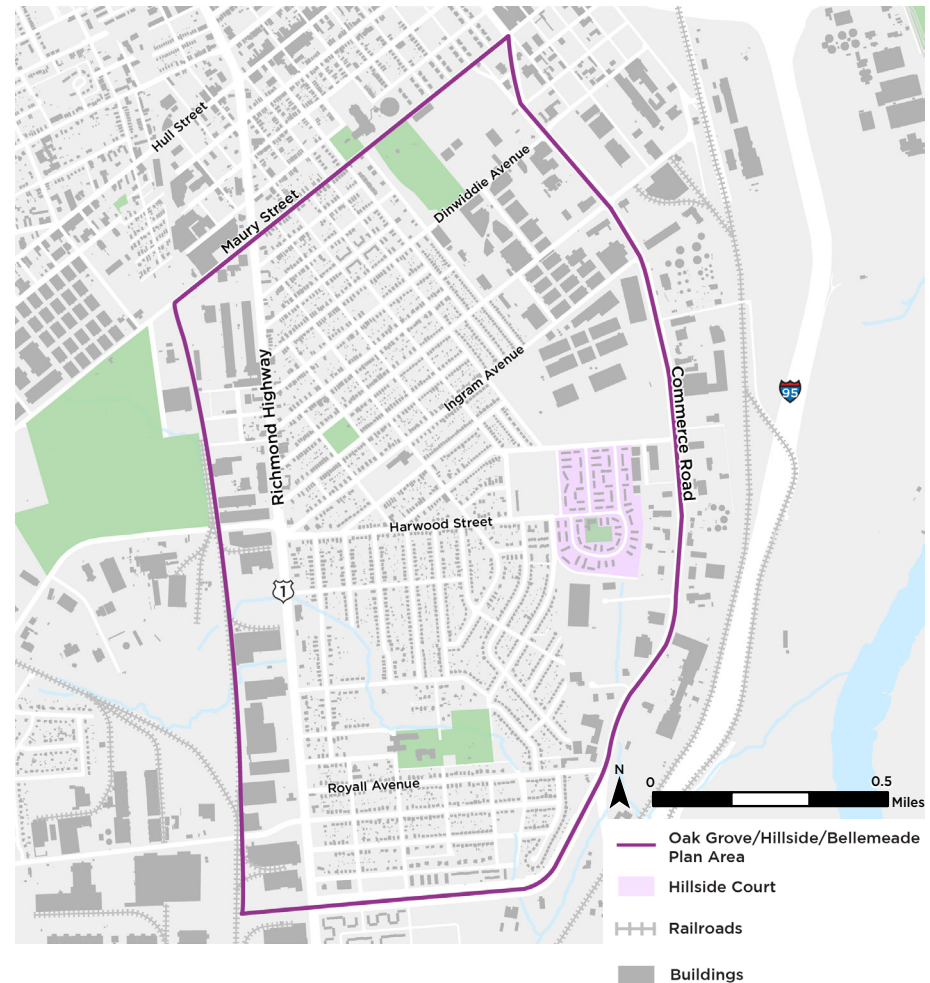 Hull Street
Maury Street
Dinwiddie Avenue
Richmond Highway
Ingram Avenue
Commerce Road
95
Harwood Street
1
Royall Avenue
N
0
0.5
Miles
Oak Grove/Hillside/Bellemeade
Plan Area
Hillside Court
Railroads
Buildings